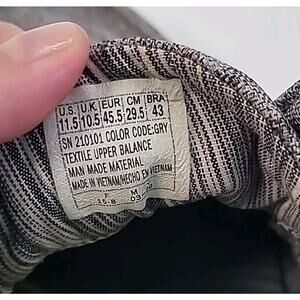 US U.K. EUR CM BRA
11.5 10.5 45.5 29.5 43
SN 210101 COLOR CODE:GRY
TEXTILE UPPER BALANCE
MAN MADE MATERIAL
MADE IN VIETNAM/HECHO EN VIETNAM
M